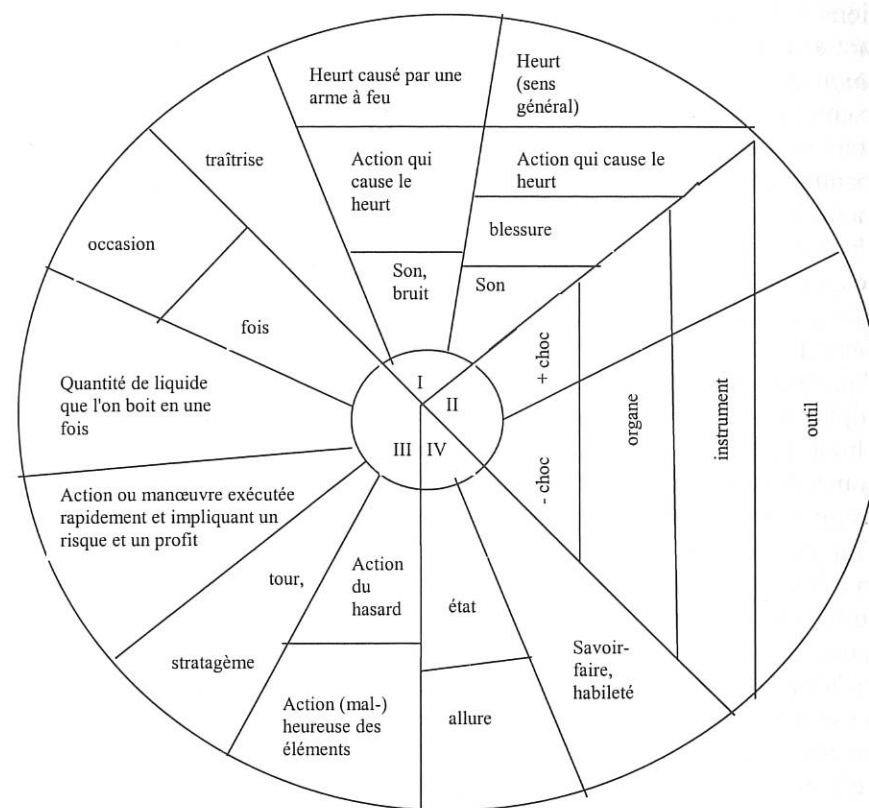 Heurt causé par une
arme à feu
Heurt
(sens
général)
traîtrise
Action qui
cause le
heurt
Action qui cause le
heurt
occasion
blessure
Son,
bruit
Son
fois
+ choc
- choc
organe
instrument
outil
I
II
III
IV
Quantité de liquide
que l'on boit en une
fois
Action ou manœuvre exécutée
rapidement et impliquant un
risque et un profit
tour,
stratagème
Action
du
hasard
Action (mal-)
heureuse des
éléments
état
allure
Savoir-
faire,
habileté